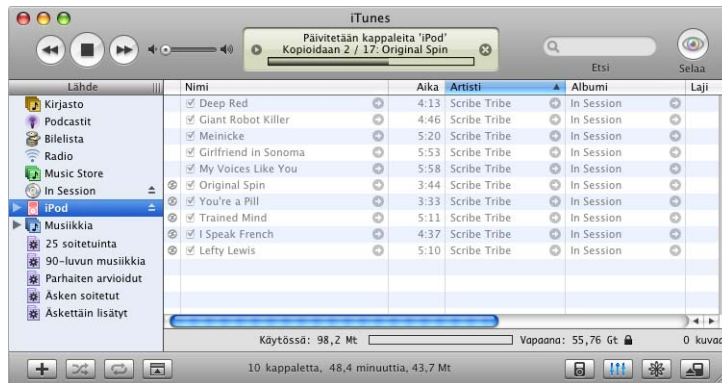 iTunes
Päivitetään kappaleita 'iPod'
Kopioidaan 2 / 17: Original Spin
Etsi
Selaa
Lähde
Nimi Aika Artisti Albumi Laji
Kirjasto
Podcastit
Bilelista
Radio
Music Store
In Session
iPod
Musiikkia
25 soitetuinta
90-luvun musiikkia
Parhaiten arvioidut
Äsken soitetut
Äskettäin lisätyt
Deep Red 4:13 Scribe Tribe In Session
Giant Robot Killer 4:46 Scribe Tribe In Session
Meinicke 5:20 Scribe Tribe In Session
Girlfriend in Sonoma 5:53 Scribe Tribe In Session
My Voices Like You 5:58 Scribe Tribe In Session
Original Spin 3:44 Scribe Tribe In Session
You're a Pill 3:33 Scribe Tribe In Session
Trained Mind 5:11 Scribe Tribe In Session
I Speak French 4:37 Scribe Tribe In Session
Lefty Lewis 5:10 Scribe Tribe In Session
Käytössä: 98,2 Mt Vapaana: 55,76 Gt 0 kuvaa
10 kappaletta, 48,4 minuuttia, 43,7 Mt